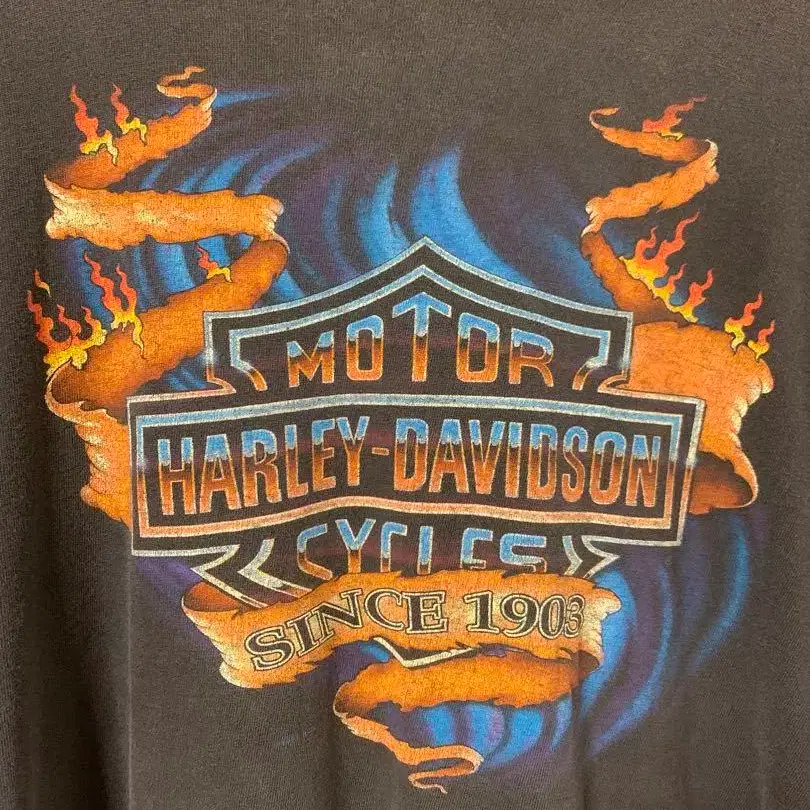 MOTOR
HARLEY-DAVIDSON
CYCLES
SINCE 1903